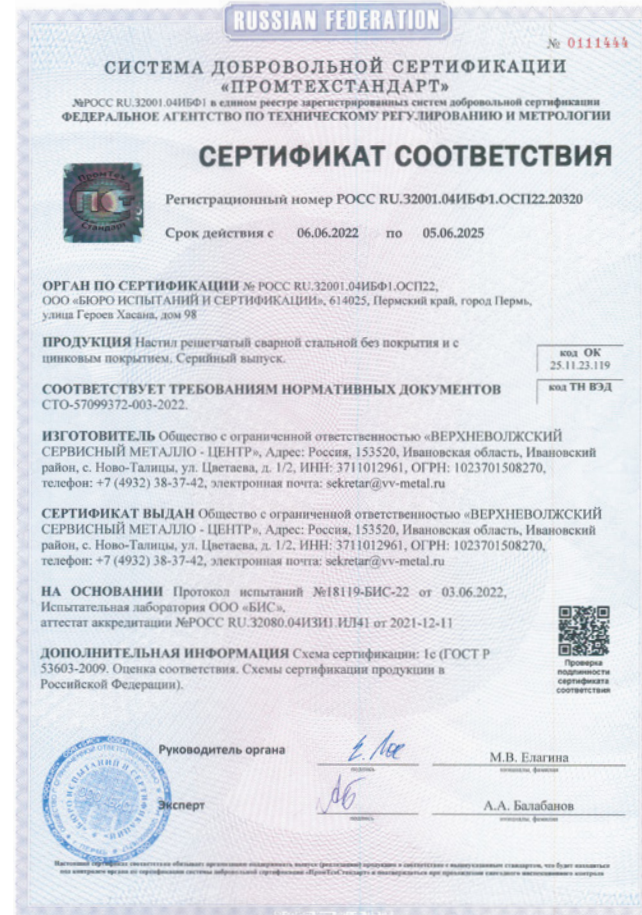 RUSSIAN FEDERATION
№ 0111444
СИСТЕМА ДОБРОВОЛЬНОЙ СЕРТИФИКАЦИИ
«ПРОМТЕХСТАНДАРТ»
№РОСС RU.32001.04ИБФ1 в едином реестре зарегистрированных систем добровольной сертификации
ФЕДЕРАЛЬНОЕ АГЕНТСТВО ПО ТЕХНИЧЕСКОМУ РЕГУЛИРОВАНИЮ И МЕТРОЛОГИИ
СЕРТИФИКАТ СООТВЕТСТВИЯ
ПромТех
ПСС
Стандарт
Регистрационный номер РОСС RU.32001.04ИБФ1.ОСП22.20320
Срок действия с 06.06.2022 по 05.06.2025
ОРГАН ПО СЕРТИФИКАЦИИ № РОСС RU.32001.04ИБФ1.ОСП22,
ООО «БЮРО ИСПЫТАНИЙ И СЕРТИФИКАЦИИ», 614025, Пермский край, город Пермь,
улица Героев Хасана, дом 98
ПРОДУКЦИЯ Настил решетчатый сварной стальной без покрытия и с
цинковым покрытием. Серийный выпуск.
код ОК
25.11.23.119
СООТВЕТСТВУЕТ ТРЕБОВАНИЯМ НОРМАТИВНЫХ ДОКУМЕНТОВ
СТО-57099372-003-2022.
код ТН ВЭД
ИЗГОТОВИТЕЛЬ Общество с ограниченной ответственностью «ВЕРХНЕВОЛЖСКИЙ
СЕРВИСНЫЙ МЕТАЛЛО - ЦЕНТР», Адрес: Россия, 153520, Ивановская область, Ивановский
район, с. Ново-Талицы, ул. Цветаева, д. 1/2, ИНН: 3711012961, ОГРН: 1023701508270,
телефон: +7 (4932) 38-37-42, электронная почта: sekretar@vv-metal.ru
СЕРТИФИКАТ ВЫДАН Общество с ограниченной ответственностью «ВЕРХНЕВОЛЖСКИЙ
СЕРВИСНЫЙ МЕТАЛЛО - ЦЕНТР», Адрес: Россия, 153520, Ивановская область, Ивановский
район, с. Ново-Талицы, ул. Цветаева, д. 1/2, ИНН: 3711012961, ОГРН: 1023701508270,
телефон: +7 (4932) 38-37-42, электронная почта: sekretar@vv-metal.ru
НА ОСНОВАНИИ Протокол испытаний №18119-БИС-22 от 03.06.2022,
Испытательная лаборатория ООО «БИС»,
аттестат аккредитации №РОСС RU.32080.04ИЗИ1.ИЛ41 от 2021-12-11
ДОПОЛНИТЕЛЬНАЯ ИНФОРМАЦИЯ Схема сертификации: 1с (ГОСТ Р
53603-2009. Оценка соответствия. Схемы сертификации продукции в
Российской Федерации).
Проверка
подлинности
сертификата
соответствия
Руководитель органа
подпись
М.В. Елагина
инициалы, фамилия
Эксперт
подпись
А.А. Балабанов
инициалы, фамилия